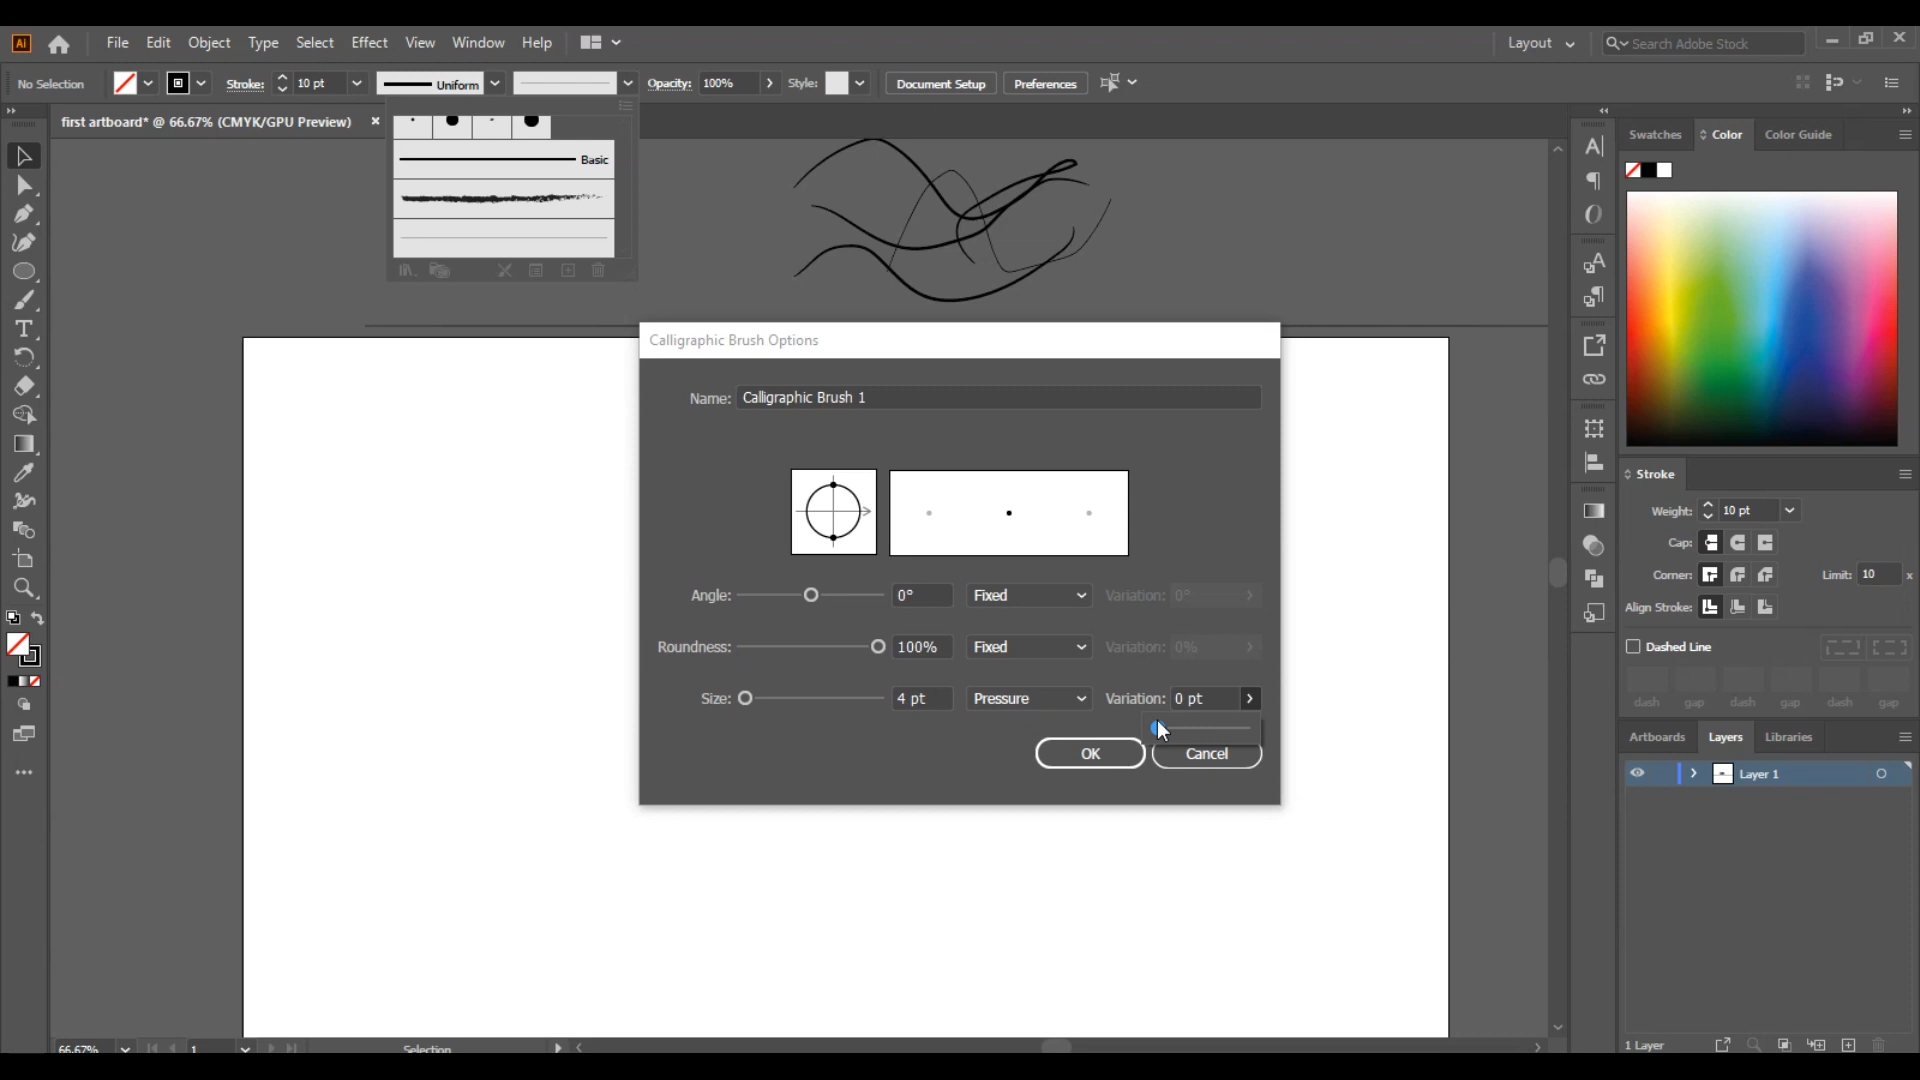 Ai File Edit Object Type Select Effect View Window Help Layout Search Adobe Stock
No Selection Stroke: 10 pt Uniform Opacity: 100% Style: Document Setup Preferences
first artboard* @ 66.67% (CMYK/GPU Preview) ×
Basic
Calligraphic Brush Options
Name: Calligraphic Brush 1
Angle: 0° Fixed Variation: 0°
Roundness: 100% Fixed Variation: 0%
Size: 4 pt Pressure Variation: 0 pt
OK Cancel
Swatches Color Color Guide
Stroke
Weight: 10 pt
Cap:
Corner: Limit: 10 x
Align Stroke:
Dashed Line
dash gap dash gap dash gap
Artboards Layers Libraries
Layer 1
1 Layer
66.67% 1 Selection